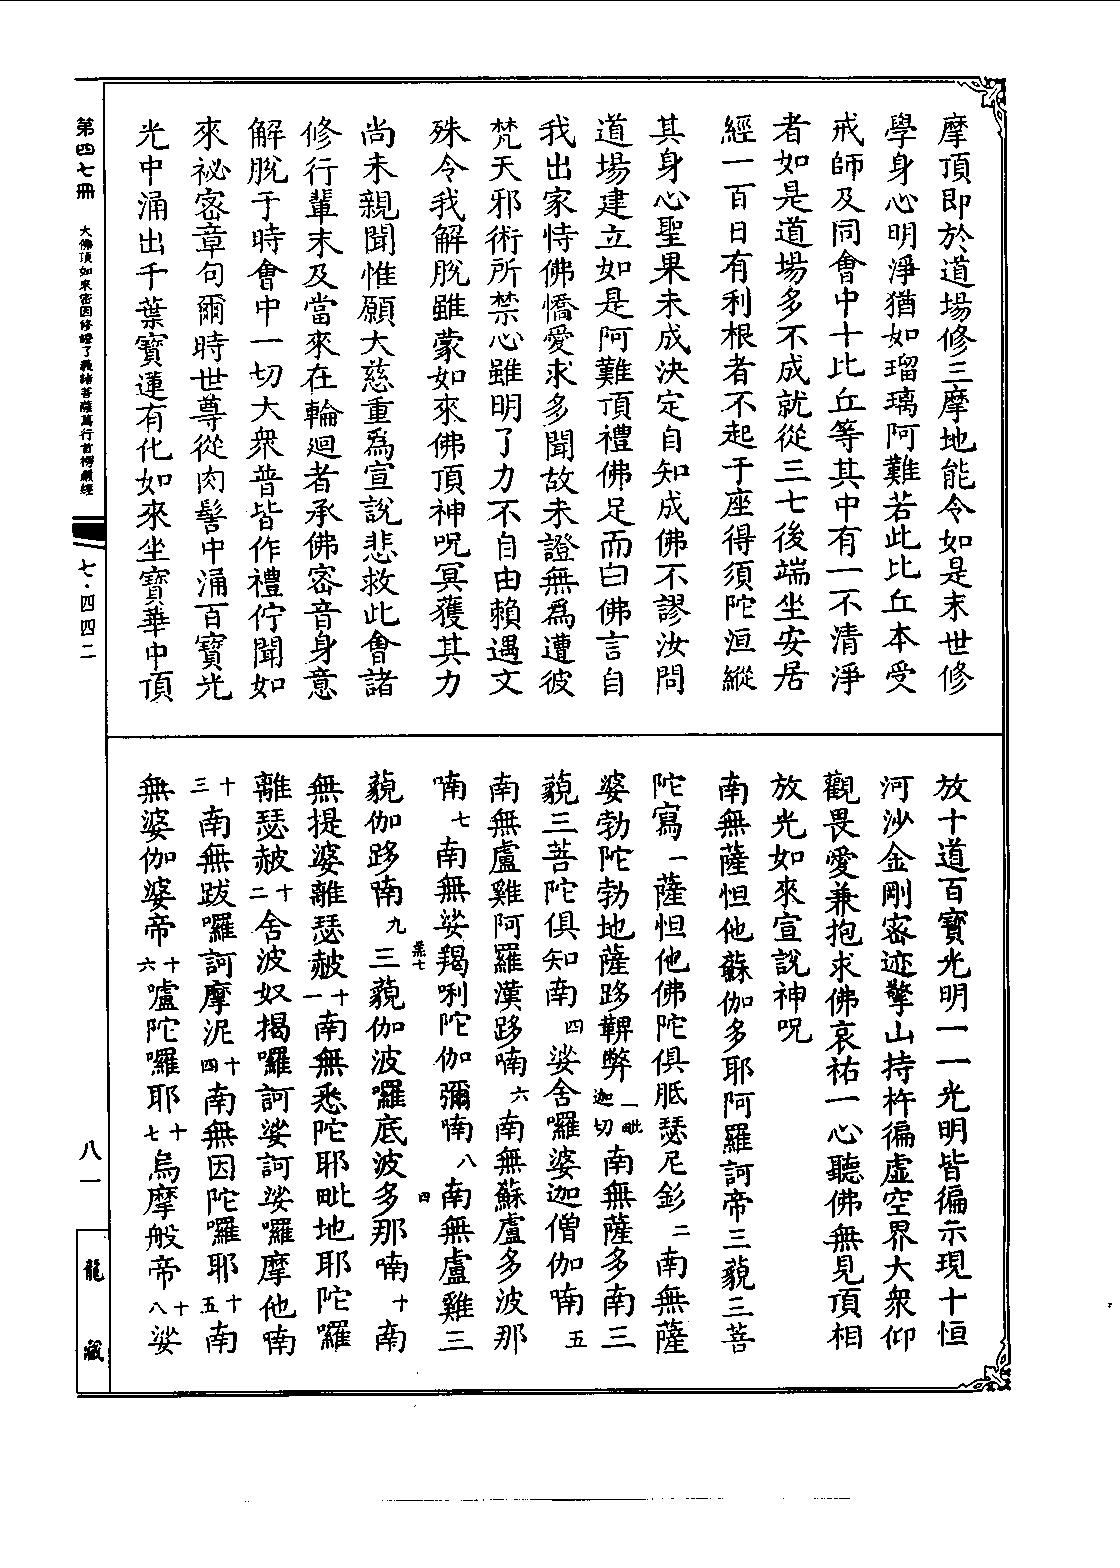 摩頂即於道場修三摩地能令如是末世修
學身心明淨猶如瑠璃阿難若此比丘本受
戒師及同會中十比丘等其中有一不清淨
者如是道場多不成就從三七後端坐安居
經一百日有利根者不起于座得須陀洹縱
其身心聖果未成決定自知成佛不謬汝問
道場建立如是阿難頂禮佛足而白佛言自
我出家恃佛憍愛求多聞故未證無為遭彼
梵天邪術所禁心雖明了力不自由賴遇文
殊令我解脫雖蒙如來佛頂神呪冥獲其力
尚未親聞惟願大慈重為宣說悲救此會諸
修行輩末及當來在輪迴者承佛密音身意
解脫于時會中一切大眾普皆作禮佇聞如
來祕密章句爾時世尊從肉髻中涌百寶光
光中涌出千葉寶蓮有化如來坐寶華中頂
放十道百寶光明一一光明皆徧示現十恒
河沙金剛密迹擎山持杵徧虛空界大眾仰
觀畏愛兼抱求佛哀祐一心聽佛無見頂相
放光如來宣說神呪
南無薩怛他蘇伽多耶阿羅訶帝三藐三菩
陀寫一薩怛他佛陀俱胝瑟尼釤二南無薩
婆勃陀勃地薩跢鞞弊毗迦切三南無薩多南三
藐三菩陀俱知南四娑舍囉婆迦僧伽喃五
南無盧雞阿羅漢跢喃六南無蘇盧多波那
喃七南無娑羯唎陀伽彌喃八南無盧雞三
藐伽跢喃九三藐伽波囉底波多那喃十南
無提婆離瑟赧十一南無悉陀耶毗地耶陀囉
離瑟赧十二舍波奴揭囉訶娑訶娑囉摩他喃
十三南無跋囉訶摩泥十四南無因陀囉耶十五南
無婆伽婆帝十六嚧陀囉耶十七烏摩般帝十八娑
第四七冊
大佛頂如來密因修證了義諸菩薩萬行首楞嚴經
七·四四二
八一
龍藏